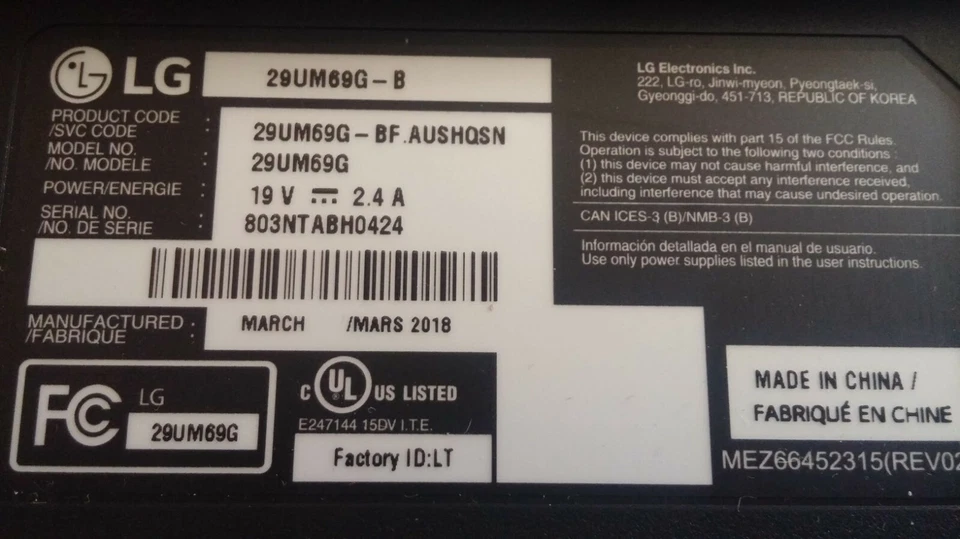 LG 29UM69G-B
PRODUCT CODE
/SVC CODE : 29UM69G-BF.AUSHQSN
MODEL NO.
/NO. MODELE : 29UM69G
POWER/ENERGIE : 19 V ⎓ 2.4 A
SERIAL NO.
/NO. DE SERIE : 803NTABH0424
MANUFACTURED
/FABRIQUÉ : MARCH /MARS 2018
FC LG
29UM69G
C UL US LISTED
E247144 15DV I.T.E.
Factory ID:LT
LG Electronics Inc.
222, LG-ro, Jinwi-myeon, Pyeongtaek-si,
Gyeonggi-do, 451-713, REPUBLIC OF KOREA
This device complies with part 15 of the FCC Rules.
Operation is subject to the following two conditions :
(1) this device may not cause harmful interference, and
(2) this device must accept any interference received,
including interference that may cause undesired operation.
CAN ICES-3 (B)/NMB-3 (B)
Información detallada en el manual de usuario.
Use only power supplies listed in the user instructions.
MADE IN CHINA /
FABRIQUÉ EN CHINE
MEZ66452315(REV02